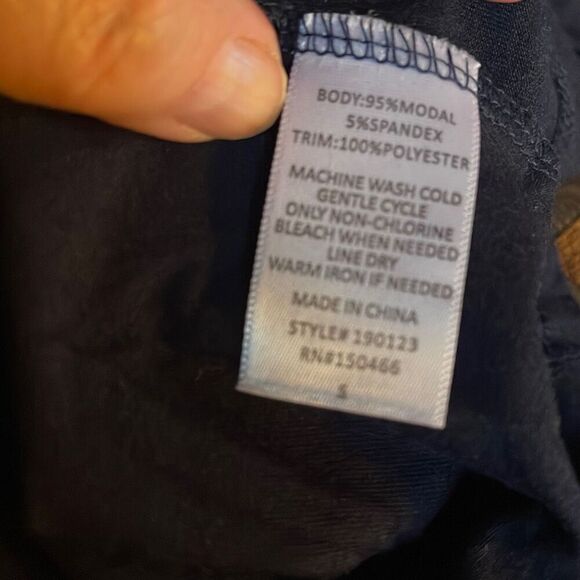 BODY:95%MODAL
5%SPANDEX
TRIM:100%POLYESTER
MACHINE WASH COLD
GENTLE CYCLE
ONLY NON-CHLORINE
BLEACH WHEN NEEDED
LINE DRY
WARM IRON IF NEEDED
MADE IN CHINA
STYLE# 190123
RN#150466
S